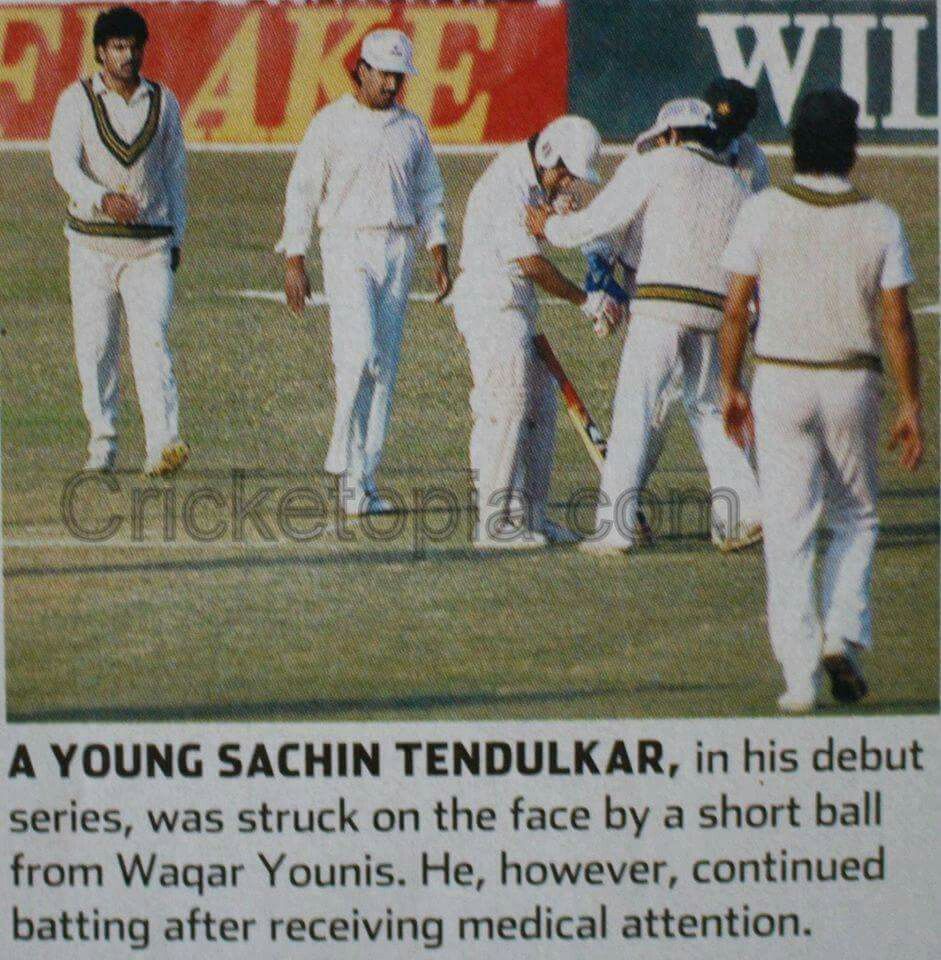 FLAKE
WIL
Cricketopia.com
A YOUNG SACHIN TENDULKAR, in his debut
series, was struck on the face by a short ball
from Waqar Younis. He, however, continued
batting after receiving medical attention.